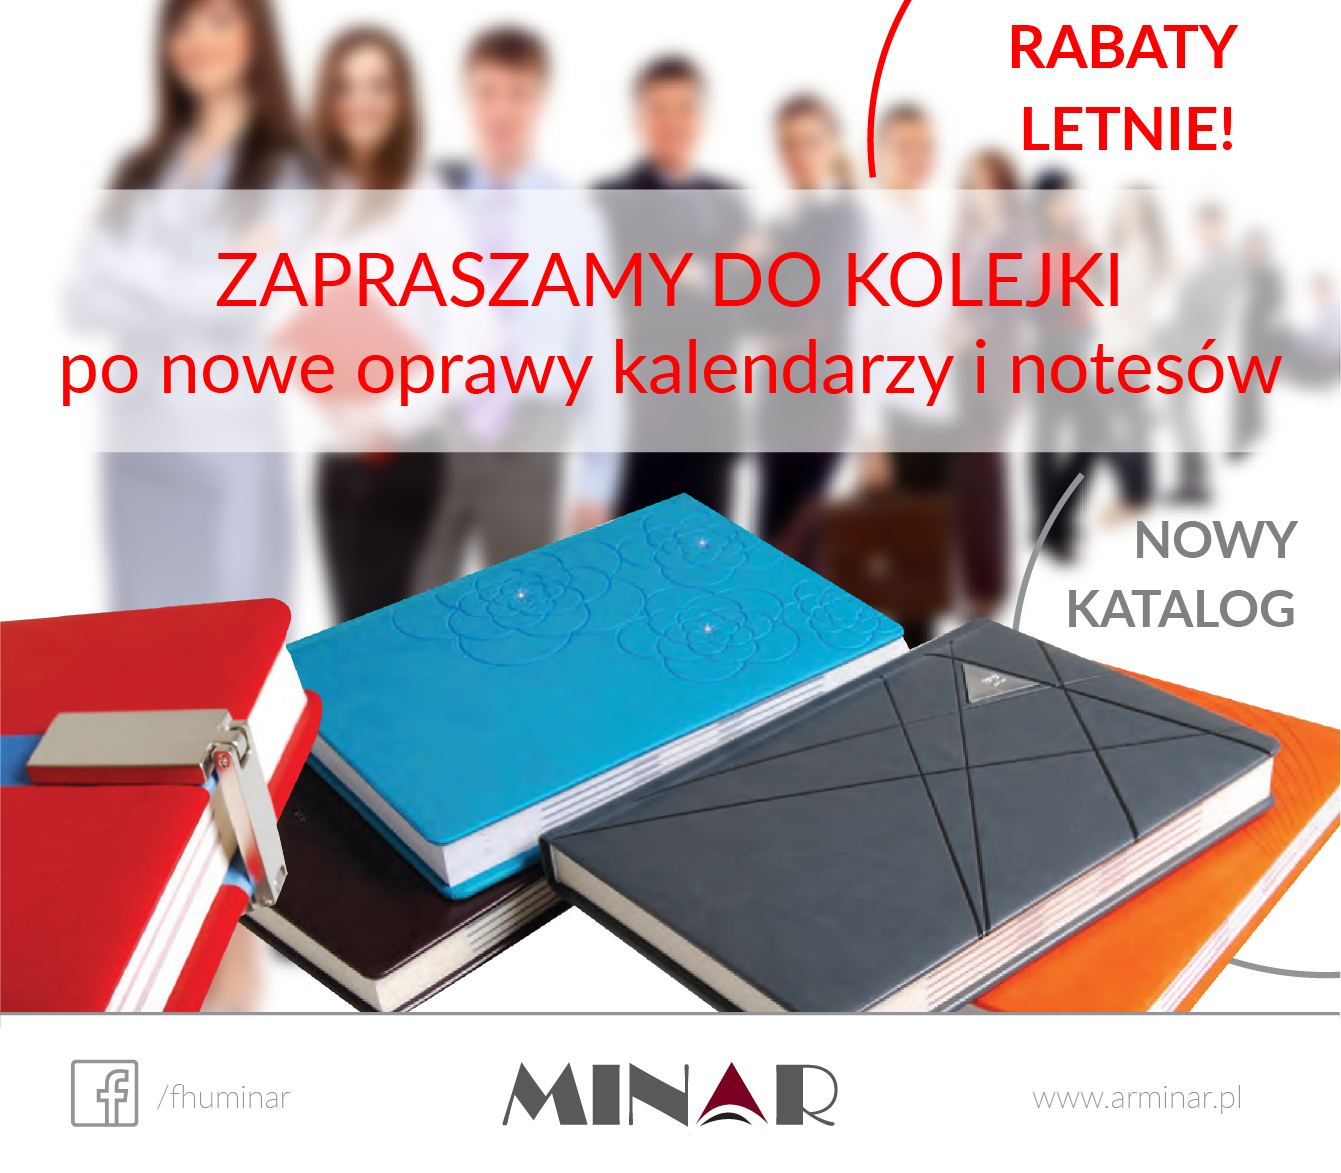 RABATY
LETNIE!
ZAPRASZAMY DO KOLEJKI
po nowe oprawy kalendarzy i notesów
NOWY
KATALOG
/fhuminar
MINAR
www.arminar.pl